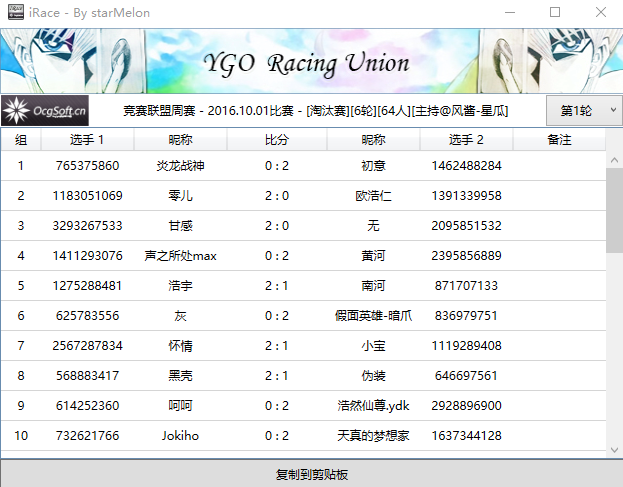 iRace - By starMelon
YGO Racing Union
OcgSoft.cn 竞赛联盟周赛 - 2016.10.01比赛 - [淘汰赛][6轮][64人][主持@风酱-星瓜] 第1轮
组 选手 1 昵称 比分 昵称 选手 2 备注
1 765375860 炎龙战神 0 : 2 初意 1462488284
2 1183051069 零儿 2 : 0 欧浩仁 1391339958
3 3293267533 甘感 2 : 0 无 2095851532
4 1411293076 声之所处max 0 : 2 黄河 2395856889
5 1275288481 浩宇 2 : 1 南河 871707133
6 625783556 灰 0 : 2 假面英雄-暗爪 836979751
7 2567287834 怀情 2 : 1 小宝 1119289408
8 568883417 黑壳 2 : 1 伪装 646697561
9 614252360 呵呵 0 : 2 浩然仙尊.ydk 2928896900
10 732621766 Jokiho 0 : 2 天真的梦想家 1637344128
复制到剪贴板